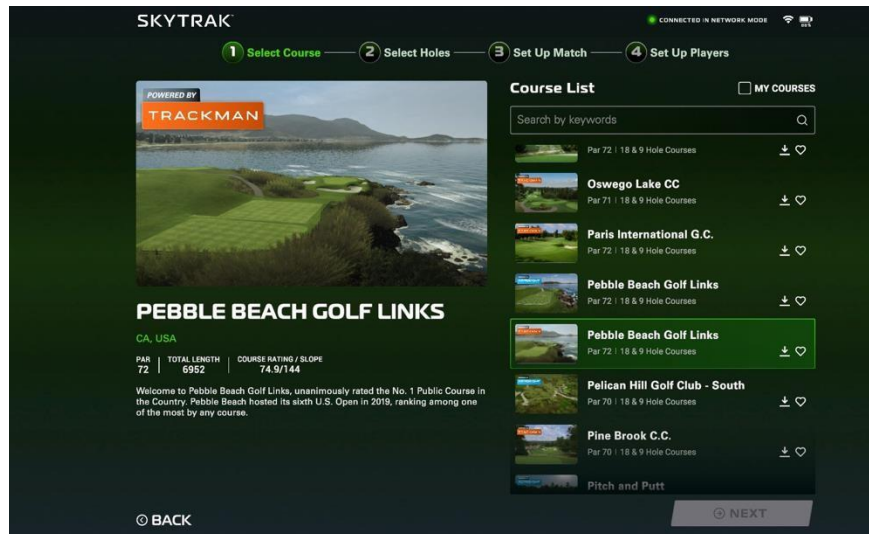 SKYTRAK
CONNECTED IN NETWORK MODE
1 Select Course
2 Select Holes
3 Set Up Match
4 Set Up Players
POWERED BY
TRACKMAN
PEBBLE BEACH GOLF LINKS
CA, USA
PAR TOTAL LENGTH COURSE RATING / SLOPE
72 6952 74.9/144
Welcome to Pebble Beach Golf Links, unanimously rated the No. 1 Public Course in
the Country. Pebble Beach hosted its sixth U.S. Open in 2019, ranking among one
of the most by any course.
BACK
Course List
MY COURSES
Search by keywords
Par 72 | 18 & 9 Hole Courses
Oswego Lake CC
Par 71 | 18 & 9 Hole Courses
Paris International G.C.
Par 72 | 18 & 9 Hole Courses
Pebble Beach Golf Links
Par 72 | 18 & 9 Hole Courses
Pebble Beach Golf Links
Par 72 | 18 & 9 Hole Courses
Pelican Hill Golf Club - South
Par 70 | 18 & 9 Hole Courses
Pine Brook C.C.
Par 70 | 18 & 9 Hole Courses
Pitch and Putt
NEXT